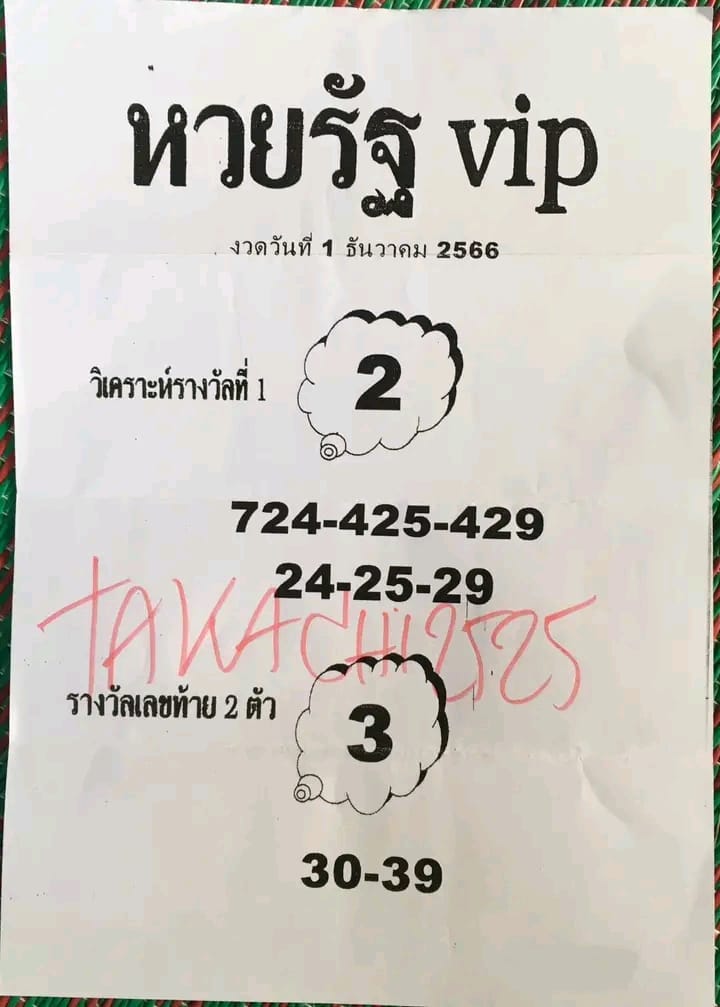 หวยรัฐ vip
งวดวันที่ 1 ธันวาคม 2566
วิเคราะห์รางวัลที่ 1
2
724-425-429
24-25-29
TAKACHI2525
รางวัลเลขท้าย 2 ตัว
3
30-39